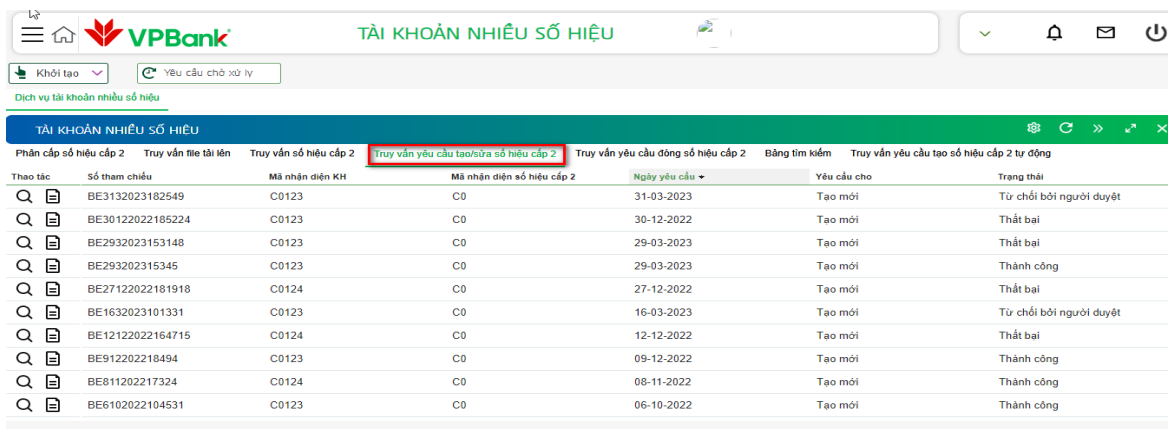 VPBank TÀI KHOẢN NHIỀU SỐ HIỆU
Khởi tạo Yêu cầu chờ xử lý
Dịch vụ tài khoản nhiều số hiệu
TÀI KHOẢN NHIỀU SỐ HIỆU
Phân cấp số hiệu cấp 2 Truy vấn file tải lên Truy vấn số hiệu cấp 2 Truy vấn yêu cầu tạo/sửa số hiệu cấp 2 Truy vấn yêu cầu đóng số hiệu cấp 2 Bảng tìm kiếm Truy vấn yêu cầu tạo số hiệu cấp 2 tự động
Thao tác Số tham chiếu Mã nhận diện KH Mã nhận diện số hiệu cấp 2 Ngày yêu cầu Yêu cầu cho Trạng thái
BE3132023182549 C0123 C0 31-03-2023 Tạo mới Từ chối bởi người duyệt
BE30122022185224 C0123 C0 30-12-2022 Tạo mới Thất bại
BE2932023153148 C0123 C0 29-03-2023 Tạo mới Thất bại
BE293202315345 C0123 C0 29-03-2023 Tạo mới Thành công
BE27122022181918 C0124 C0 27-12-2022 Tạo mới Thất bại
BE1632023101331 C0123 C0 16-03-2023 Tạo mới Từ chối bởi người duyệt
BE12122022164715 C0124 C0 12-12-2022 Tạo mới Thất bại
BE912202218494 C0123 C0 09-12-2022 Tạo mới Thành công
BE811202217324 C0124 C0 08-11-2022 Tạo mới Thành công
BE6102022104531 C0123 C0 06-10-2022 Tạo mới Thành công